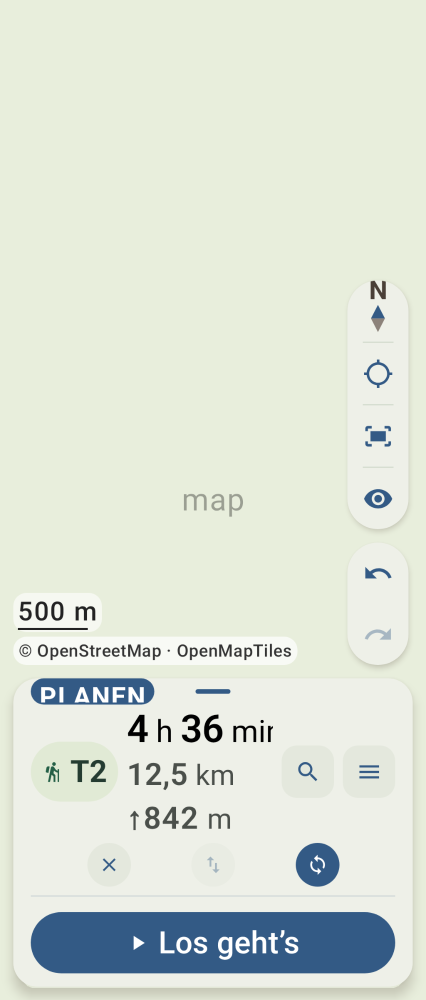 N
map
500 m
© OpenStreetMap · OpenMapTiles
PLANEN
4 h 36 min
T2
12,5 km
↑842 m
Los geht’s